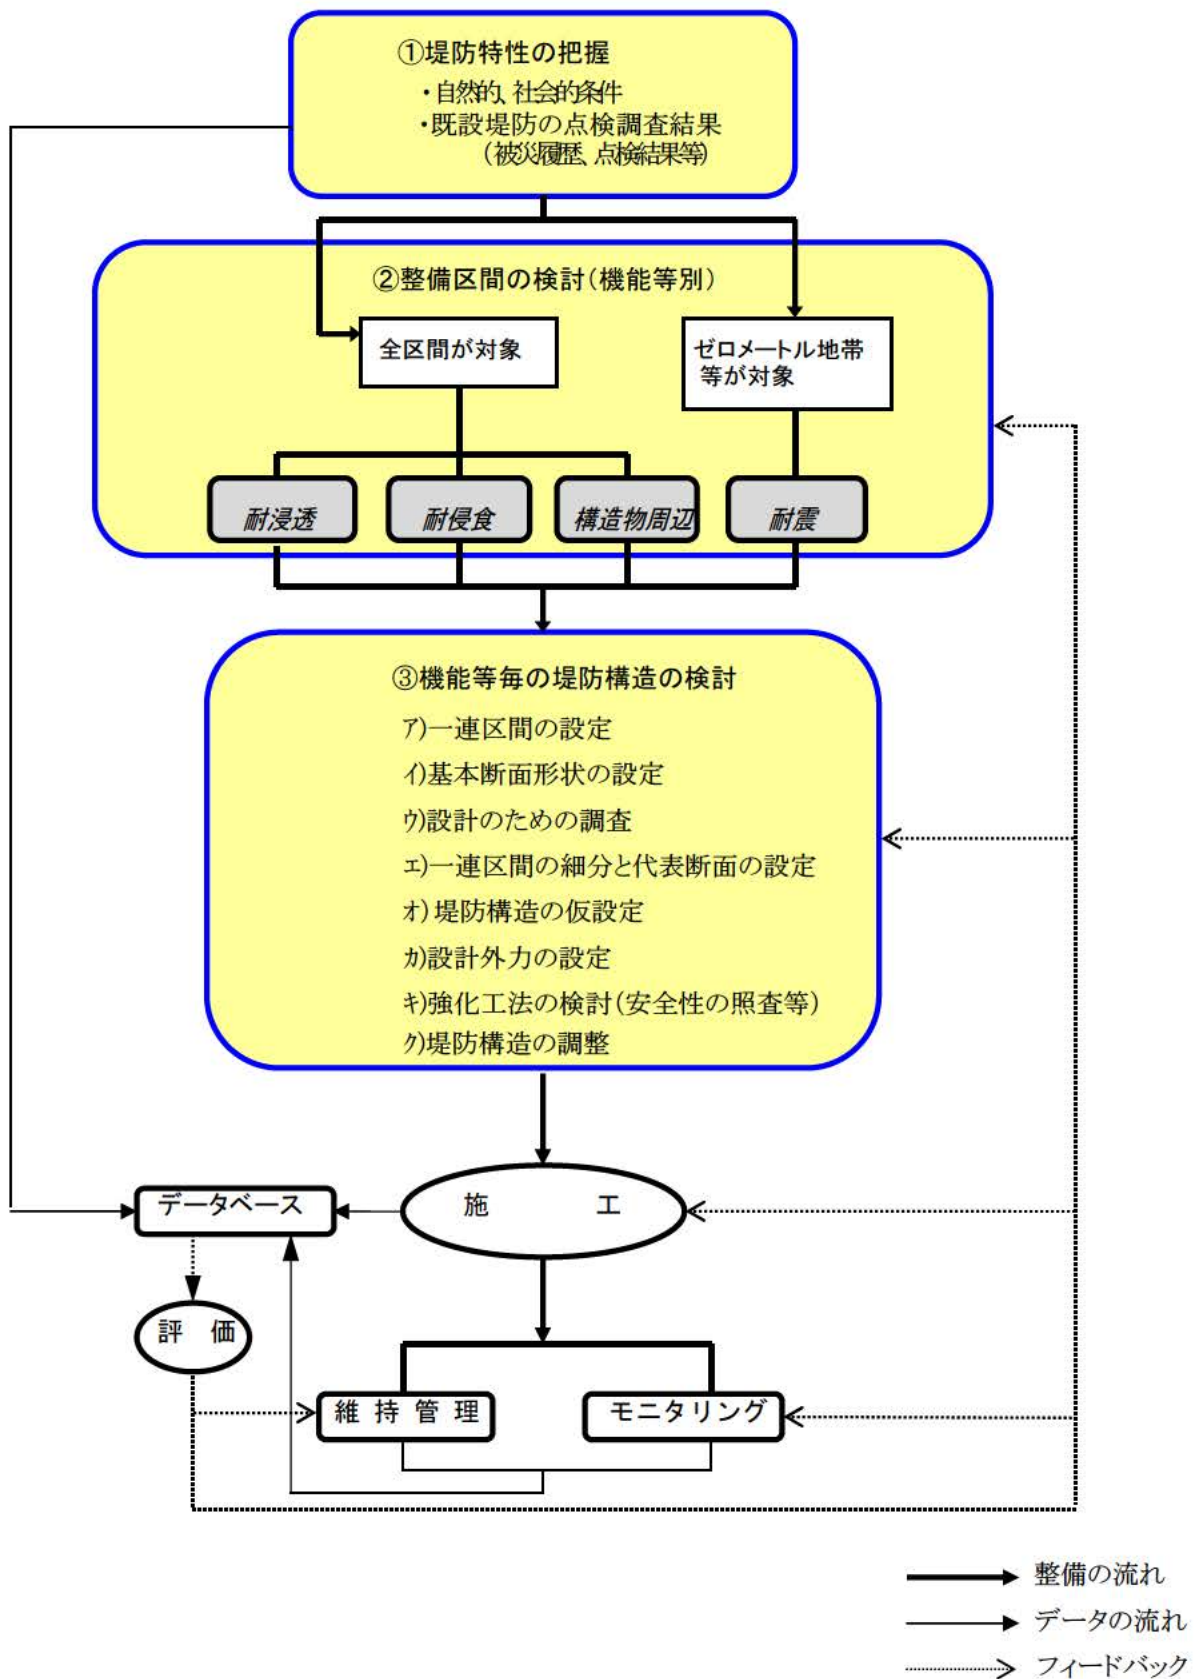 ①堤防特性の把握
・自然的、社会的条件
・既設堤防の点検調査結果
(被災履歴、点検結果等)
②整備区間の検討(機能等別)
全区間が対象
ゼロメートル地帯
等が対象
耐浸透
耐侵食
構造物周辺
耐震
③機能等毎の堤防構造の検討
ア)一連区間の設定
イ)基本断面形状の設定
ウ)設計のための調査
エ)一連区間の細分と代表断面の設定
オ)堤防構造の仮設定
カ)設計外力の設定
キ)強化工法の検討(安全性の照査等)
ク)堤防構造の調整
データベース
施 工
評 価
維 持 管 理
モニタリング
整備の流れ
データの流れ
フィードバック